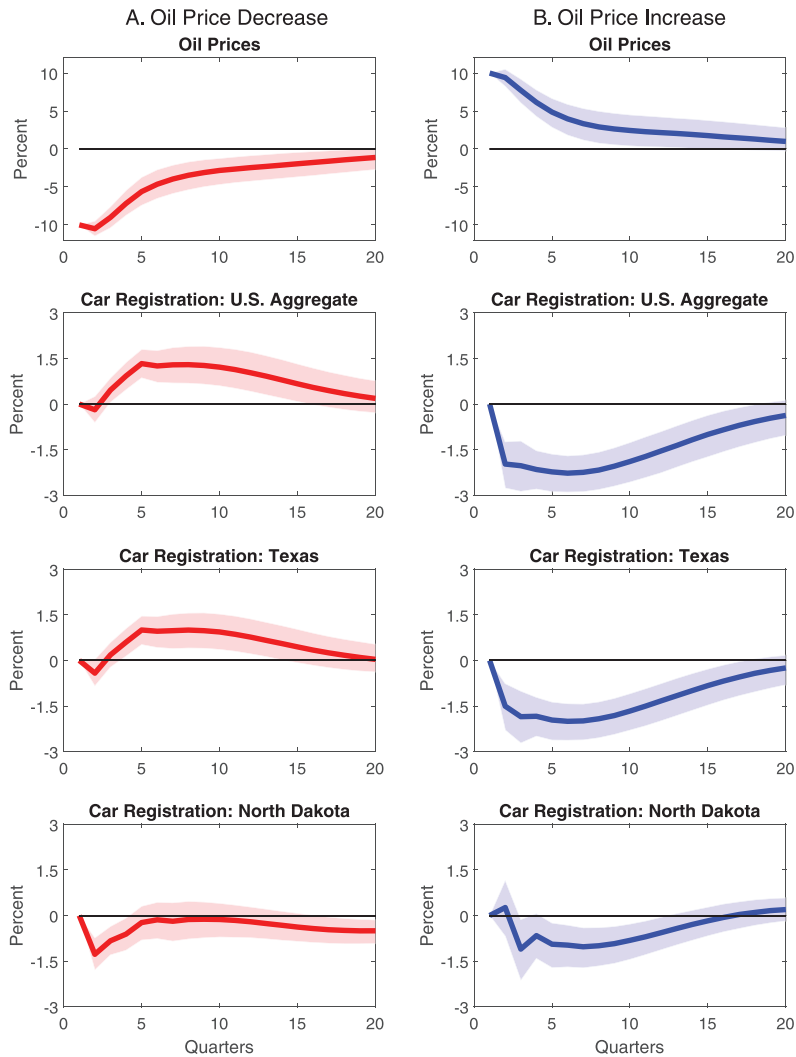 A. Oil Price Decrease
B. Oil Price Increase
Oil Prices
Percent
10
5
0
-5
-10
0 5 10 15 20
Oil Prices
Percent
10
5
0
-5
-10
0 5 10 15 20
Car Registration: U.S. Aggregate
Percent
3
1.5
0
-1.5
-3
0 5 10 15 20
Car Registration: U.S. Aggregate
Percent
3
1.5
0
-1.5
-3
0 5 10 15 20
Car Registration: Texas
Percent
3
1.5
0
-1.5
-3
0 5 10 15 20
Car Registration: Texas
Percent
3
1.5
0
-1.5
-3
0 5 10 15 20
Car Registration: North Dakota
Percent
3
1.5
0
-1.5
-3
0 5 10 15 20
Quarters
Car Registration: North Dakota
Percent
3
1.5
0
-1.5
-3
0 5 10 15 20
Quarters